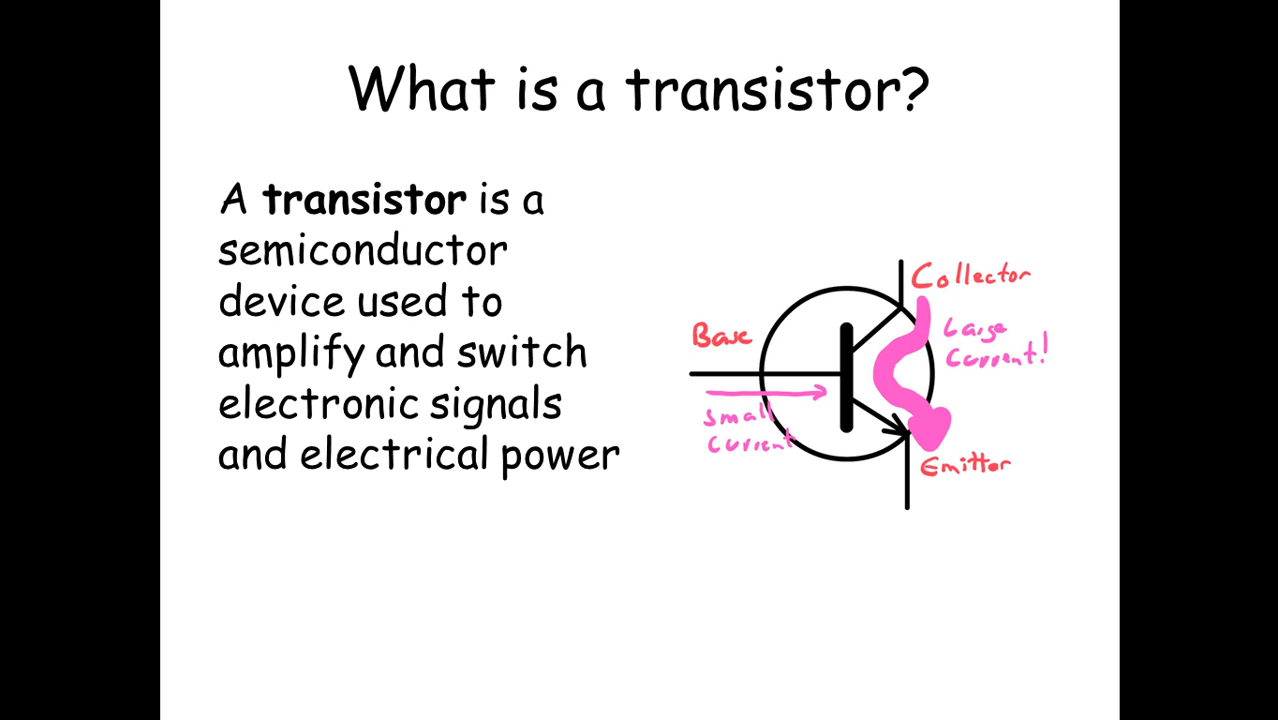 What is a transistor?
A transistor is a
semiconductor
device used to
amplify and switch
electronic signals
and electrical power
Collector
Large
Current!
Base
Small
Current
Emittor